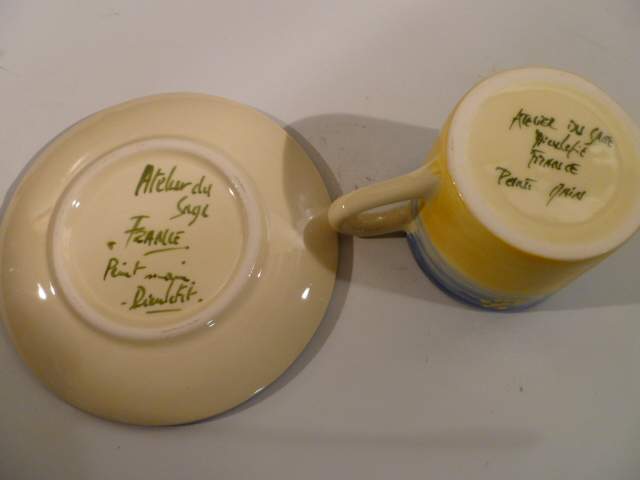 Atelier du
Sage
FRANCE
Peint main
Dieulefit
ATELIER DU SAGE
Dieulefit
FRANCE
Peint main